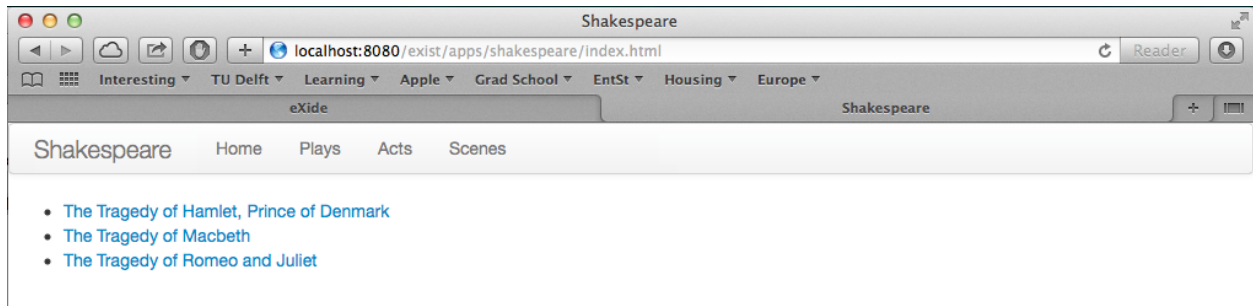 Shakespeare
localhost:8080/exist/apps/shakespeare/index.html Reader
Interesting TU Delft Learning Apple Grad School EntSt Housing Europe
eXide Shakespeare
Shakespeare Home Plays Acts Scenes
The Tragedy of Hamlet, Prince of Denmark
The Tragedy of Macbeth
The Tragedy of Romeo and Juliet